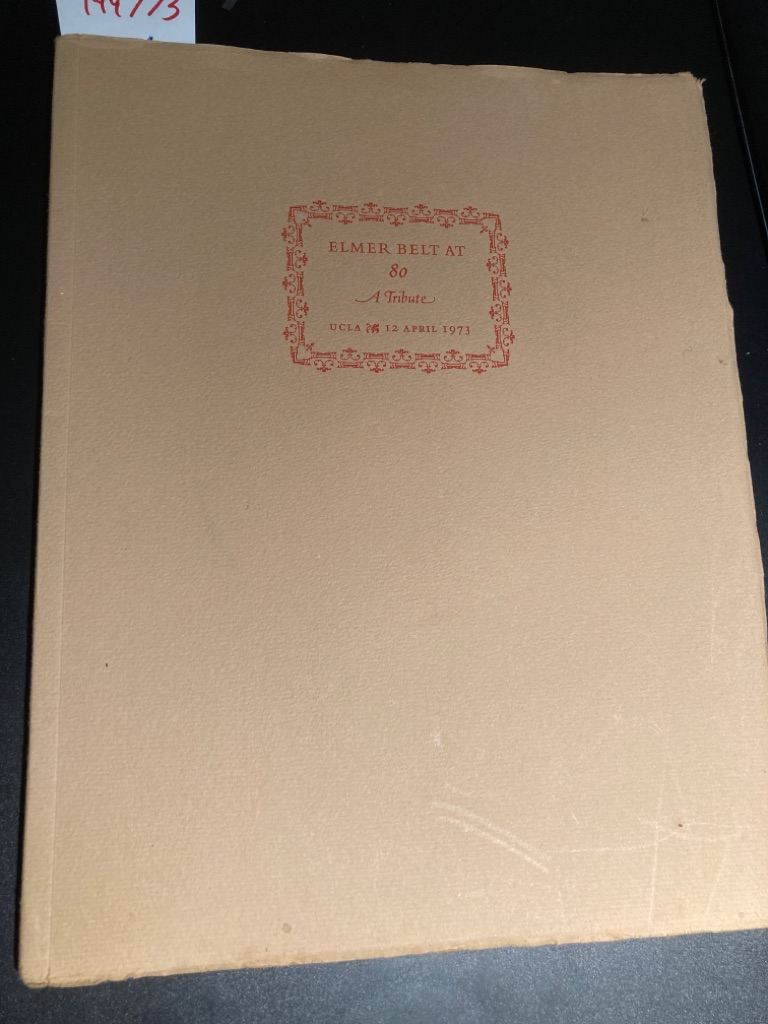 ELMER BELT AT
80
A Tribute
UCLA 12 APRIL 1973